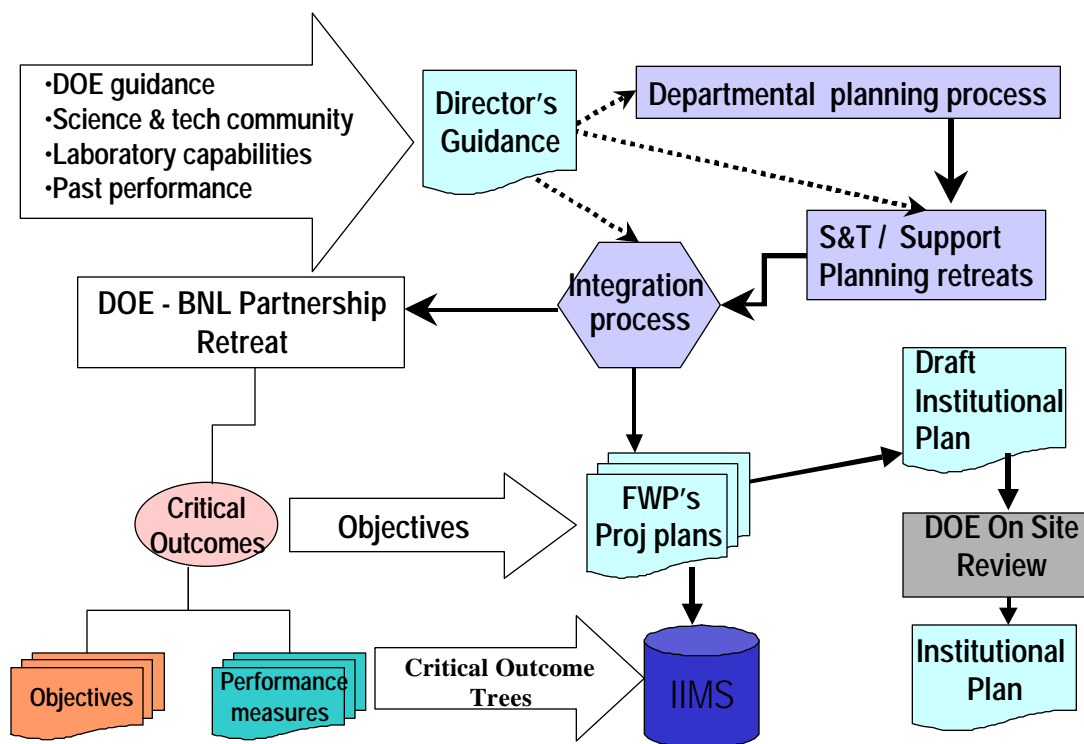 •DOE guidance
•Science & tech community
•Laboratory capabilities
•Past performance
Director's
Guidance
Departmental planning process
S&T / Support
Planning retreats
Integration
process
DOE - BNL Partnership
Retreat
Draft
Institutional
Plan
Critical
Outcomes
Objectives
FWP's
Proj plans
DOE On Site
Review
Objectives
Performance
measures
Critical Outcome
Trees
IIMS
Institutional
Plan